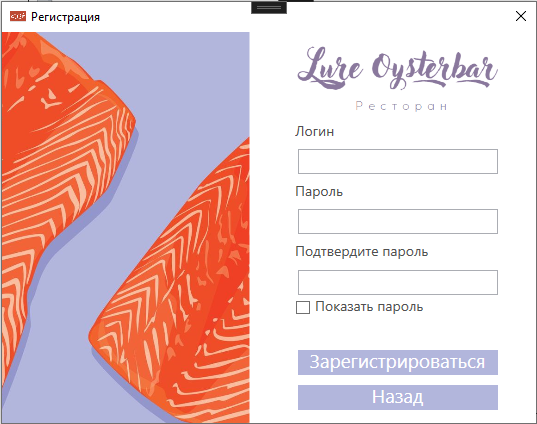 Регистрация
Lure Oysterbar
Ресторан
Логин
Пароль
Подтвердите пароль
Показать пароль
Зарегистрироваться
Назад